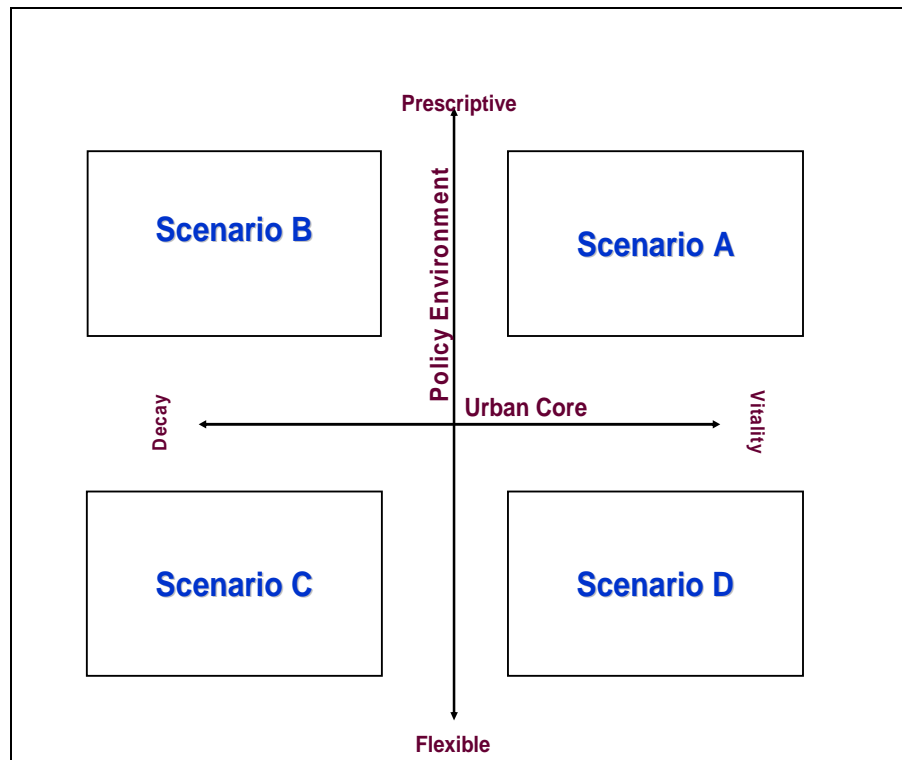 Prescriptive
Policy Environment
Scenario B
Scenario A
Urban Core
Decay
Vitality
Scenario C
Scenario D
Flexible